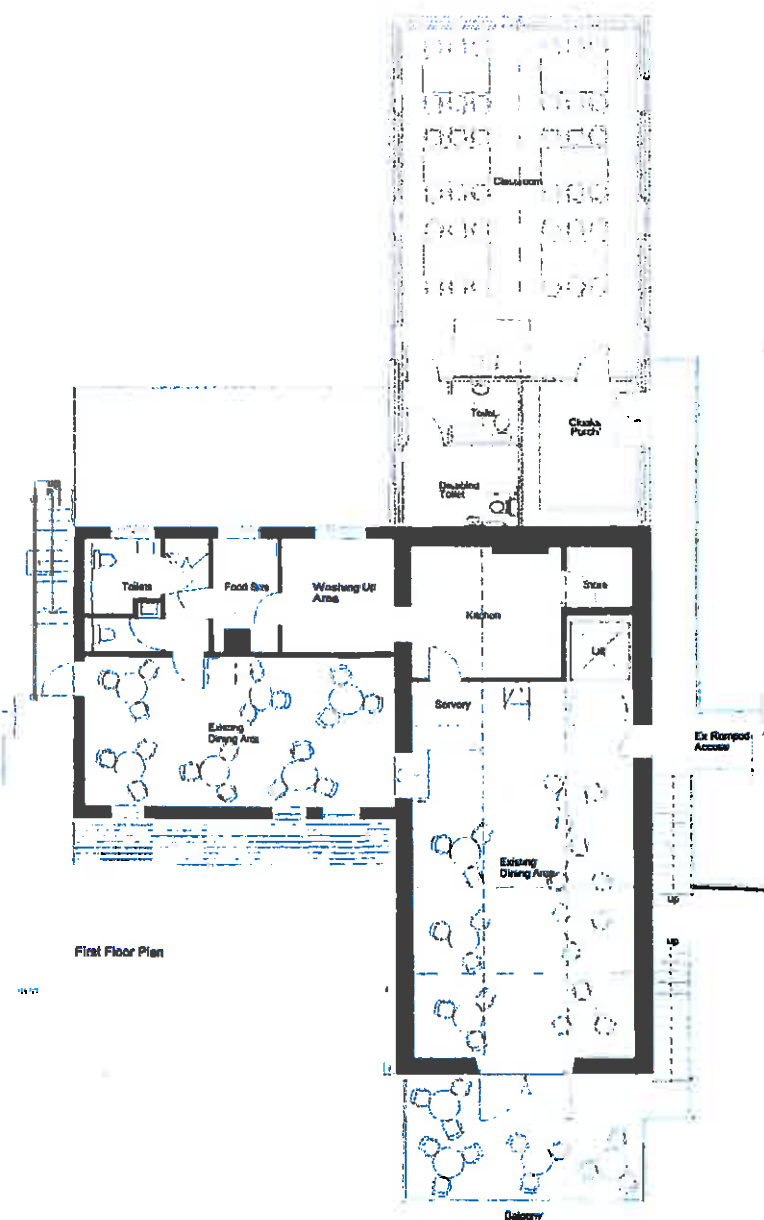 Classroom
Toilet
Cloaks
Porch
Disabled
Toilet
Toilets
Food Store
Washing Up
Area
Kitchen
Store
Lift
Servery
Existing
Dining Area
Ex Ramped
Access
Existing
Dining Area
up
up
First Floor Plan
Balcony